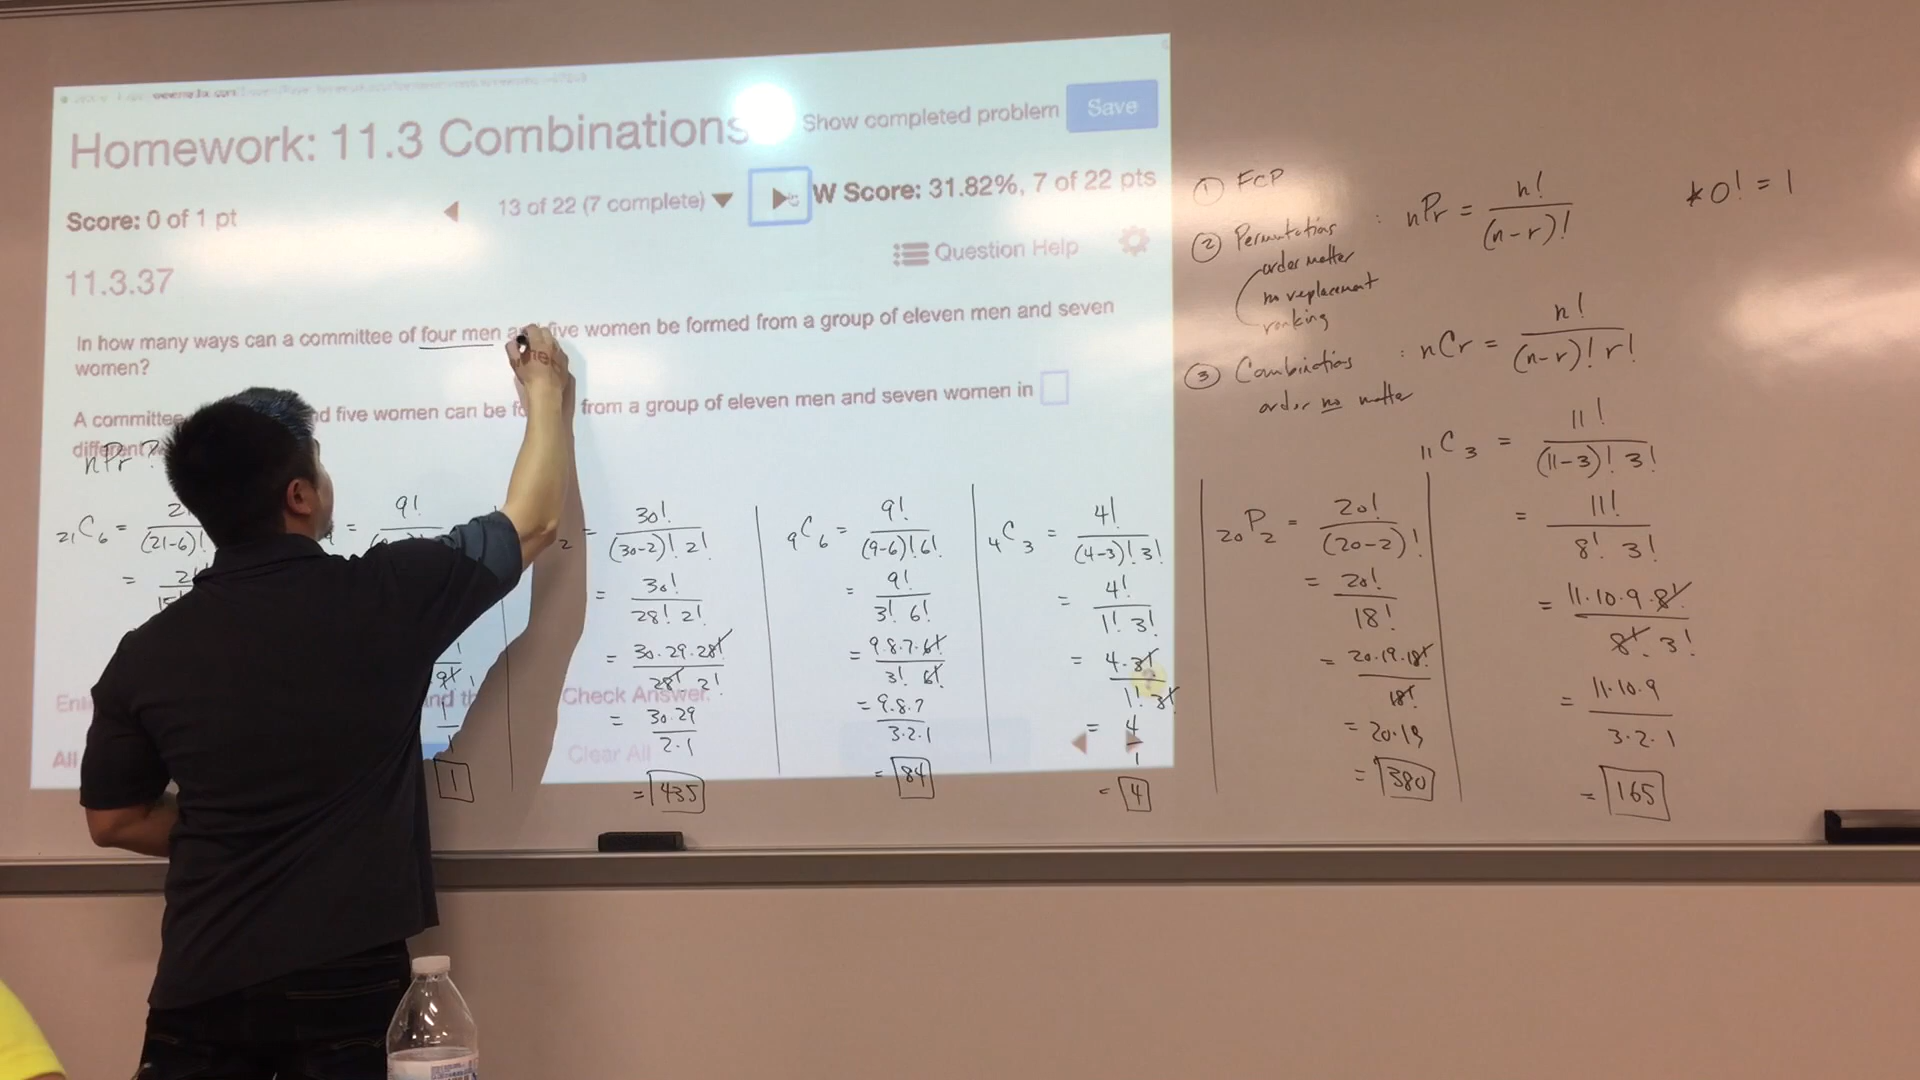 Homework: 11.3 Combinations
Show completed problem
Save
Score: 0 of 1 pt
13 of 22 (7 complete)
W Score: 31.82%, 7 of 22 pts
11.3.37
Question Help
In how many ways can a committee of four men five women be formed from a group of eleven men and seven
women?
A committee five women can be from a group of eleven men and seven women in
different
nPr ?
Check Answer.
All
Clear All
① FCP
② Permutations : nPr = n! / (n-r)!
order matter
no replacement
ranking
* 0! = 1
③ Combinations : nCr = n! / (n-r)! r!
order no matter
21C6 =
(21-6)!
=
= 9!
1
= 30! / (30-2)! 2!
= 30! / 28! 2!
= 30·29·28! / 28! 2!
= 30·29 / 2·1
= 435
9C6 = 9! / (9-6)! 6!
= 9! / 3! 6!
= 9·8·7·6! / 3! 6!
= 9·8·7 / 3·2·1
= 84
4C3 = 4! / (4-3)! 3!
= 4! / 1! 3!
= 4·3! / 1! 3!
= 4 / 1
= 4
20P2 = 20! / (20-2)!
= 20! / 18!
= 20·19·18! / 18!
= 20·19
= 380
11C3 = 11! / (11-3)! 3!
= 11! / 8! 3!
= 11·10·9·8! / 8! 3!
= 11·10·9 / 3·2·1
= 165